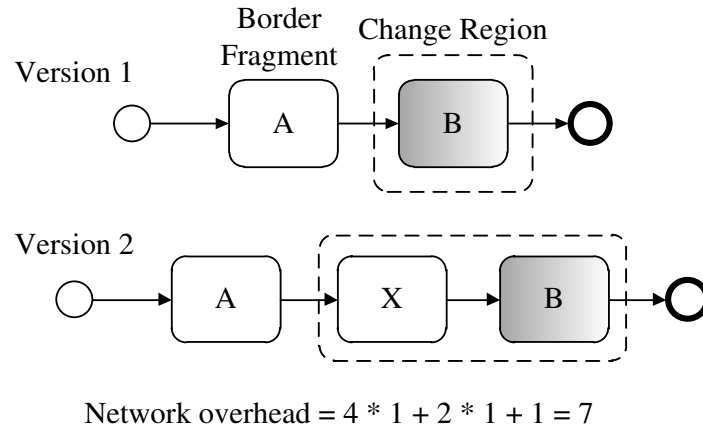 Border
Fragment
Change Region
Version 1
A
B
Version 2
A
X
B
Network overhead = 4 * 1 + 2 * 1 + 1 = 7